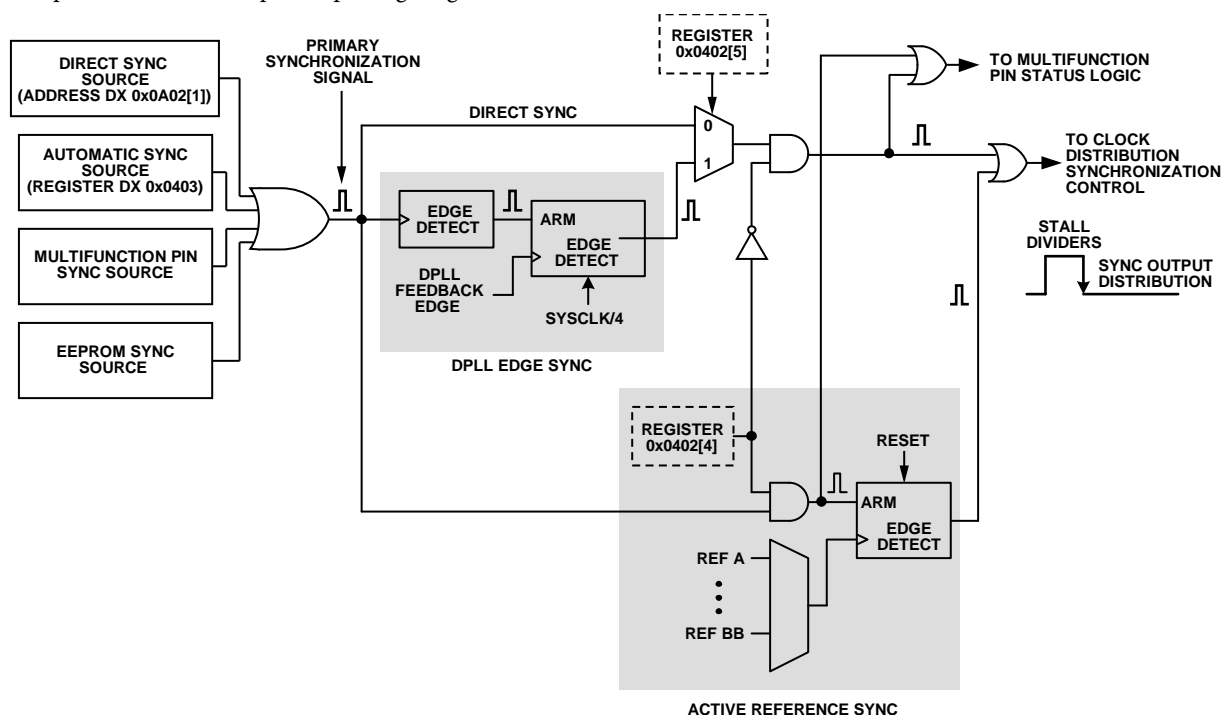 DIRECT SYNC
SOURCE
(ADDRESS DX 0x0A02[1])
AUTOMATIC SYNC
SOURCE
(REGISTER DX 0x0403)
MULTIFUNCTION PIN
SYNC SOURCE
EEPROM SYNC
SOURCE
PRIMARY
SYNCHRONIZATION
SIGNAL
DIRECT SYNC
EDGE
DETECT
ARM
EDGE
DETECT
DPLL
FEEDBACK
EDGE
SYSCLK/4
DPLL EDGE SYNC
REGISTER
0x0402[5]
0
1
TO MULTIFUNCTION
PIN STATUS LOGIC
TO CLOCK
DISTRIBUTION
SYNCHRONIZATION
CONTROL
STALL
DIVIDERS
SYNC OUTPUT
DISTRIBUTION
REGISTER
0x0402[4]
RESET
ARM
EDGE
DETECT
REF A
REF BB
ACTIVE REFERENCE SYNC